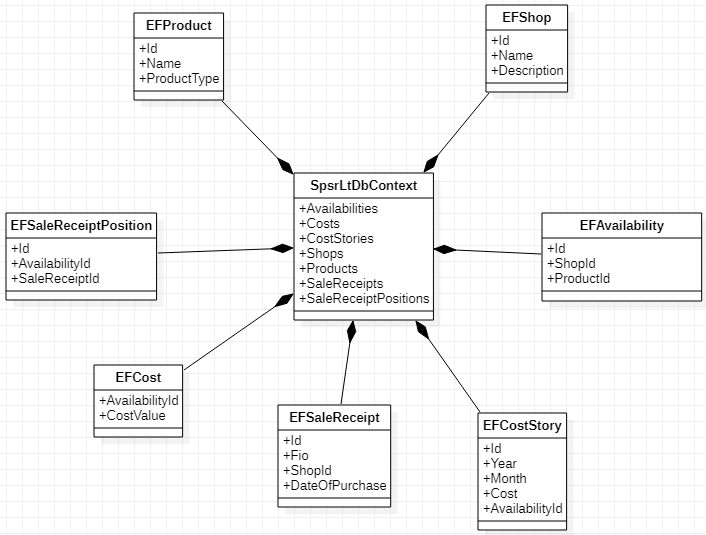 EFProduct
+Id
+Name
+ProductType
EFShop
+Id
+Name
+Description
SpsrLtDbContext
+Availabilities
+Costs
+CostStories
+Shops
+Products
+SaleReceipts
+SaleReceiptPositions
EFSaleReceiptPosition
+Id
+AvailabilityId
+SaleReceiptId
EFAvailability
+Id
+ShopId
+ProductId
EFCost
+AvailabilityId
+CostValue
EFSaleReceipt
+Id
+Fio
+ShopId
+DateOfPurchase
EFCostStory
+Id
+Year
+Month
+Cost
+AvailabilityId